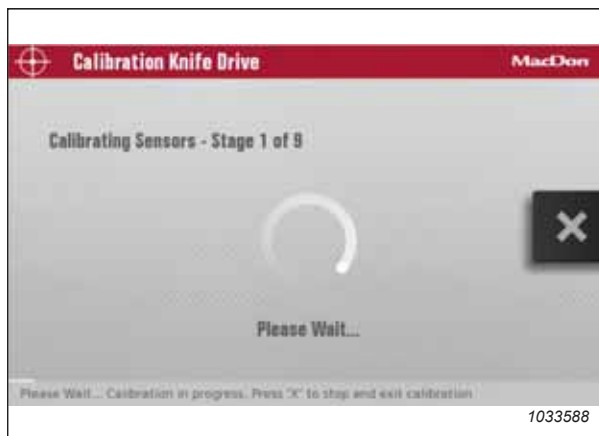 Calibration Knife Drive MacDon
Calibrating Sensors - Stage 1 of 9
X
Please Wait...
Please Wait... Calibration in progress. Press 'X' to stop and exit calibration
1033588